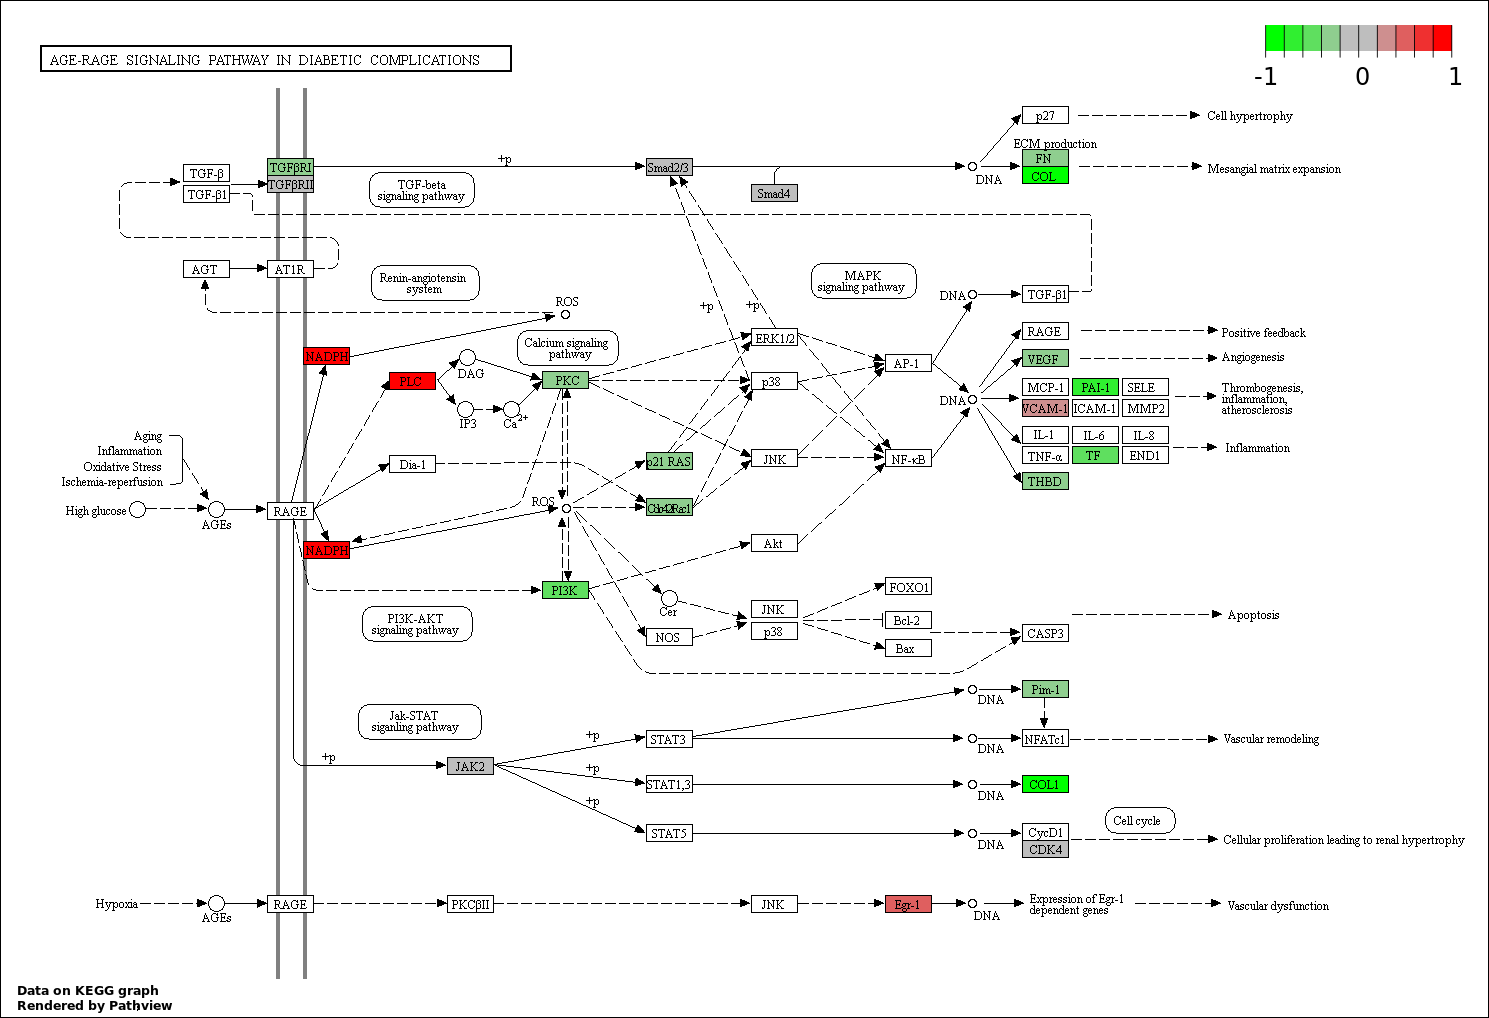 AGE-RAGE SIGNALING PATHWAY IN DIABETIC COMPLICATIONS
-1 0 1
p27
Cell hypertrophy
ECM production
TGF-β
TGFβRI
+p
Smad2/3
DNA
FN
COL
Mesangial matrix expansion
TGFβRII
TGF-β1
TGF-beta
signaling pathway
Smad4
AGT
AT1R
Renin-angiotensin
system
MAPK
signaling pathway
ROS
+p
+p
DNA
TGF-β1
RAGE
Positive feedback
NADPH
Calcium signaling
pathway
ERK1/2
AP-1
VEGF
Angiogenesis
PLC
DAG
PKC
p38
MCP-1
PAI-1
SELE
Thrombogenesis,
inflammation,
atherosclerosis
DNA
VCAM-1
ICAM-1
MMP2
IP3
Ca2+
IL-1
IL-6
IL-8
Inflammation
TNF-α
TF
END1
Aging
Inflammation
Oxidative Stress
Ischemia-reperfusion
Dia-1
p21 RAS
JNK
NF-κB
THBD
High glucose
AGEs
RAGE
ROS
NADPH
Akt
PI3K
Cer
FOXO1
PI3K-AKT
signaling pathway
NOS
JNK
p38
Bcl-2
Bax
CASP3
Apoptosis
Jak-STAT
siganling pathway
DNA
Pim-1
+p
STAT3
DNA
NFATc1
Vascular remodeling
+p
JAK2
+p
STAT1,3
DNA
COL1
+p
STAT5
DNA
CycD1
CDK4
Cell cycle
Cellular proliferation leading to renal hypertrophy
Hypoxia
AGEs
RAGE
PKCβII
JNK
Egr-1
DNA
Expression of Egr-1
dependent genes
Vascular dysfunction
Data on KEGG graph
Rendered by Pathview